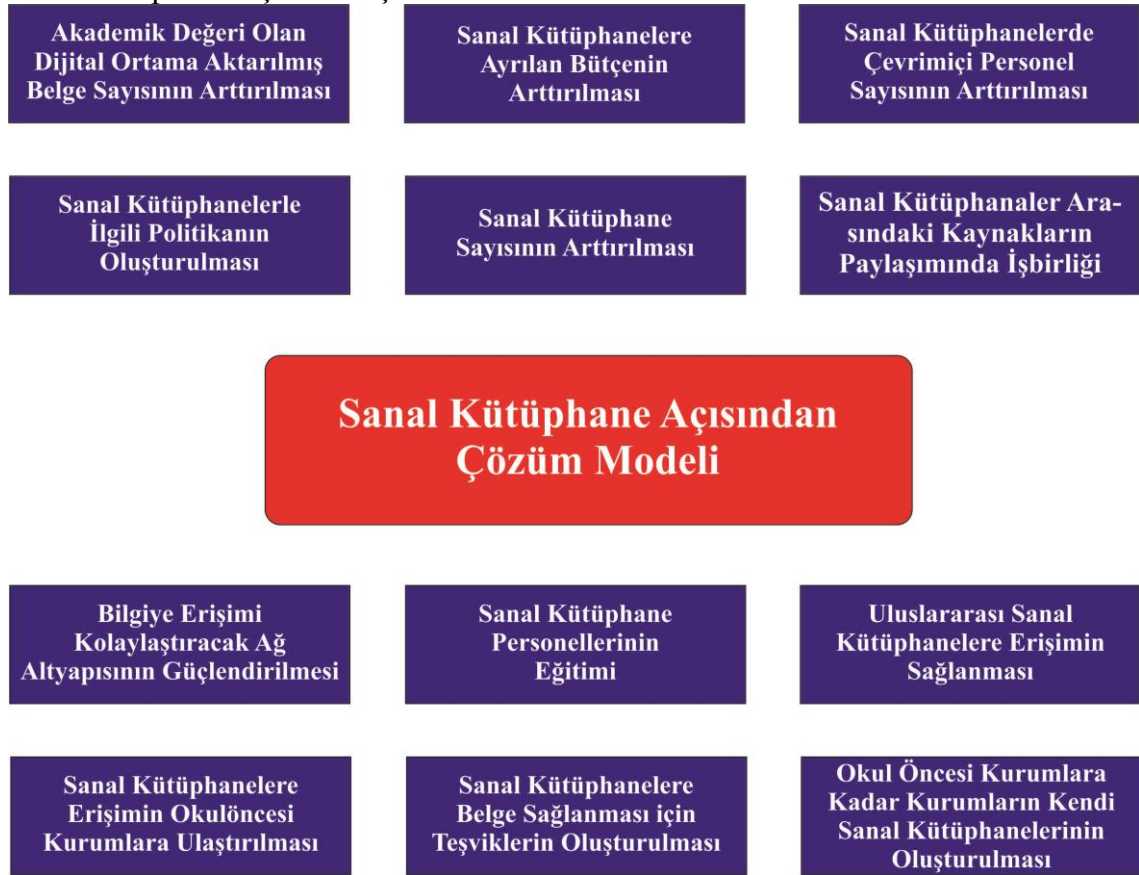 Akademik Değeri Olan
Dijital Ortama Aktarılmış
Belge Sayısının Arttırılması
Sanal Kütüphanelere
Ayrılan Bütçenin
Arttırılması
Sanal Kütüphanelerde
Çevrimiçi Personel
Sayısının Arttırılması
Sanal Kütüphanelerle
İlgili Politikanın
Oluşturulması
Sanal Kütüphane
Sayısının Arttırılması
Sanal Kütüphanaler Ara-
sındaki Kaynakların
Paylaşımında İşbirliği
Sanal Kütüphane Açısından
Çözüm Modeli
Bilgiye Erişimi
Kolaylaştıracak Ağ
Altyapısının Güçlendirilmesi
Sanal Kütüphane
Personellerinin
Eğitimi
Uluslararası Sanal
Kütüphanelere Erişimin
Sağlanması
Sanal Kütüphanelere
Erişimin Okulöncesi
Kurumlara Ulaştırılması
Sanal Kütüphanelere
Belge Sağlanması için
Teşviklerin Oluşturulması
Okul Öncesi Kurumlara
Kadar Kurumların Kendi
Sanal Kütüphanelerinin
Oluşturulması